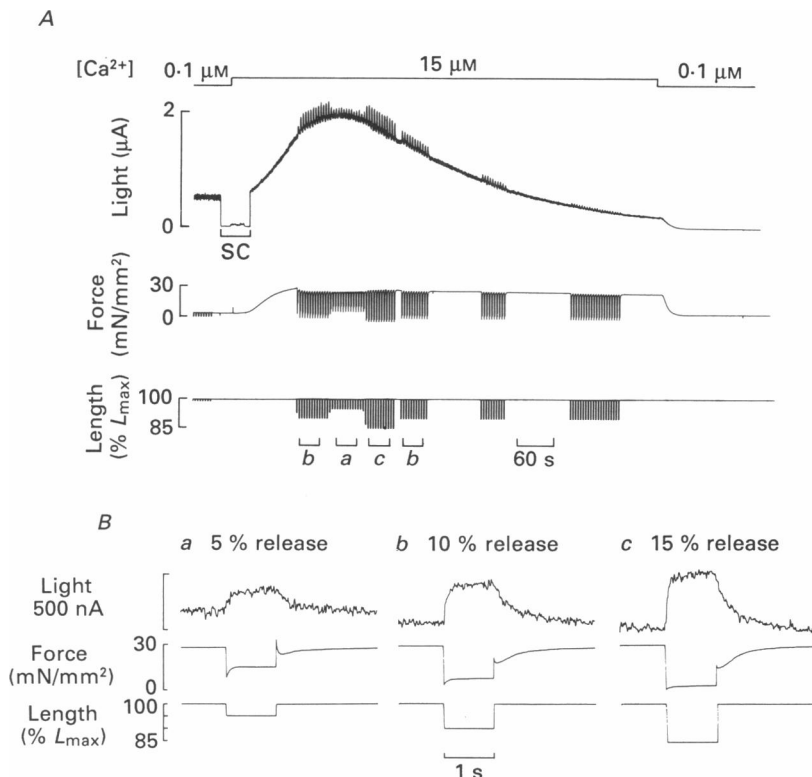 A
[Ca²⁺] 0·1 μM 15 μM 0·1 μM
2
Light (μA)
0
SC
30
Force (mN/mm²)
0
100
Length (% Lmax)
85
b a c b 60 s
B
a 5 % release b 10 % release c 15 % release
Light
500 nA
30
Force
(mN/mm²)
0
100
Length
(% Lmax)
85
1 s